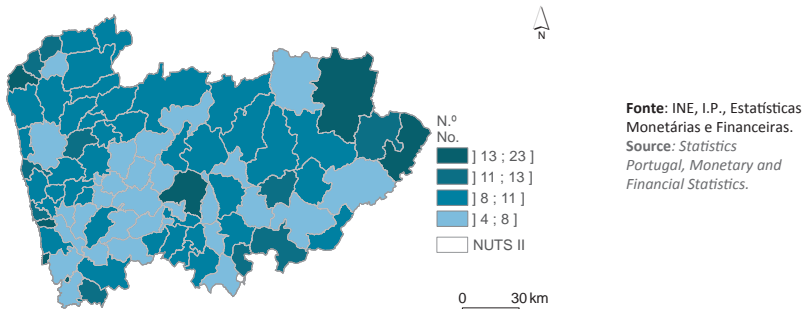 N
N.º
No.
] 13 ; 23 ]
] 11 ; 13 ]
] 8 ; 11 ]
] 4 ; 8 ]
NUTS II
0 30 km
Fonte: INE, I.P., Estatísticas
Monetárias e Financeiras.
Source: Statistics
Portugal, Monetary and
Financial Statistics.